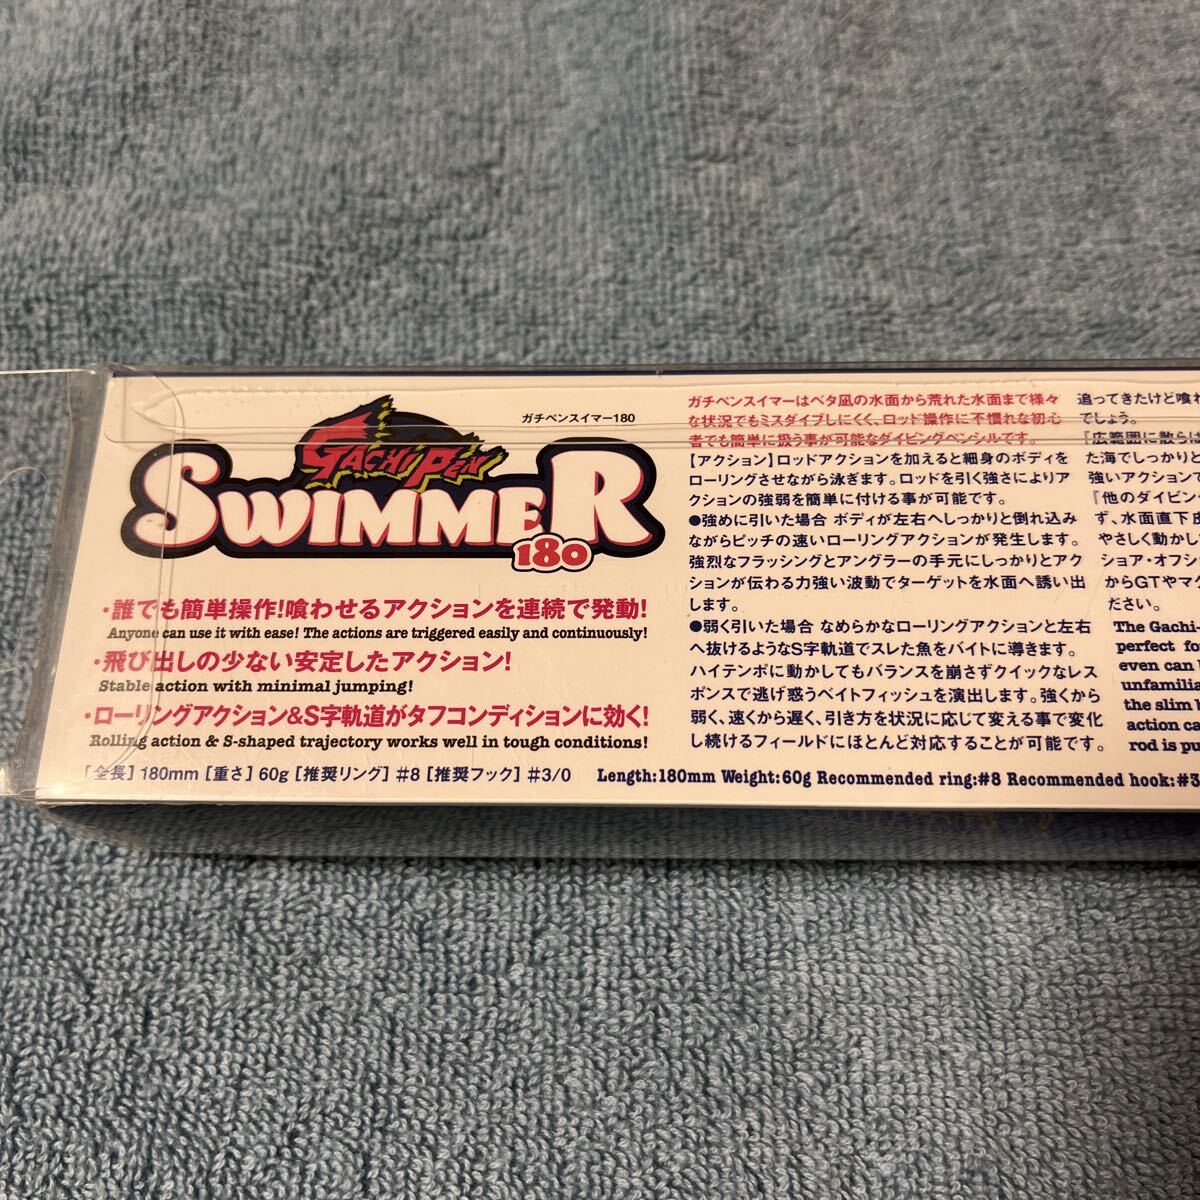 ガチペンスイマー180
GACHI PEN
SWIMMER
180
・誰でも簡単操作!喰わせるアクションを連続で発動!
Anyone can use it with ease! The actions are triggered easily and continuously!
・飛び出しの少ない安定したアクション!
Stable action with minimal jumping!
・ローリングアクション&S字軌道がタフコンディションに効く!
Rolling action & S-shaped trajectory works well in tough conditions!
[全長] 180mm [重さ] 60g [推奨リング] #8 [推奨フック] #3/0
Length:180mm Weight:60g Recommended ring:#8 Recommended hook:#3
ガチペンスイマーはベタ凪の水面から荒れた水面まで様々
な状況でもミスダイブしにくく、ロッド操作に不慣れな初心
者でも簡単に扱う事が可能なダイビングペンシルです。
【アクション】ロッドアクションを加えると細身のボディを
ローリングさせながら泳ぎます。ロッドを引く強さによりア
クションの強弱を簡単に付ける事が可能です。
●強めに引いた場合 ボディが左右へしっかりと倒れ込み
ながらピッチの速いローリングアクションが発生します。
強烈なフラッシングとアングラーの手元にしっかりとアク
ションが伝わる力強い波動でターゲットを水面へ誘い出
します。
●弱く引いた場合 なめらかなローリングアクションと左右
へ抜けるようなS字軌道でスレた魚をバイトに導きます。
ハイテンポに動かしてもバランスを崩さずクイックなレス
ポンスで逃げ惑うベイトフィッシュを演出します。強くから
弱く、速くから遅く、引き方を状況に応じて変える事で変化
し続けるフィールドにほとんど対応することが可能です。
追ってきたけど喰わ
でしょう。
『広範囲に散らは
た海でしっかりと
強いアクションで
『他のダイビン
ず、水面直下
やさしく動かし
ショア・オフシ
からGTやマグ
ださい。
The Gachi-
perfect fo
even can
unfamilia
the slim
action ca
rod is pu